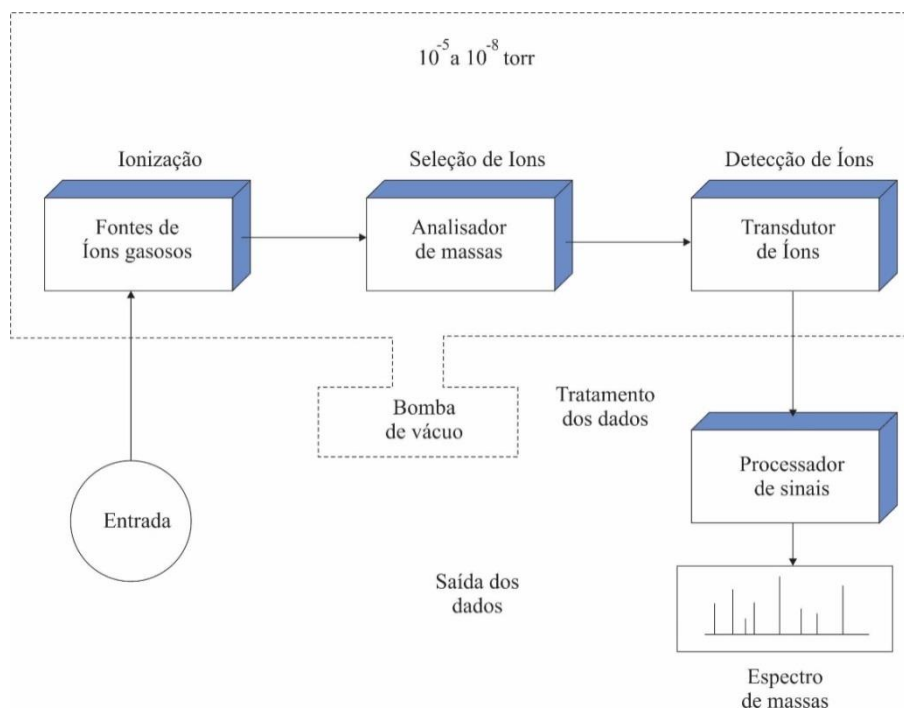 10⁻⁵ a 10⁻⁸ torr
Ionização
Seleção de Ions
Detecção de Íons
Fontes de
Íons gasosos
Analisador
de massas
Transdutor
de Íons
Bomba
de vácuo
Tratamento
dos dados
Processador
de sinais
Entrada
Saída dos
dados
Espectro
de massas